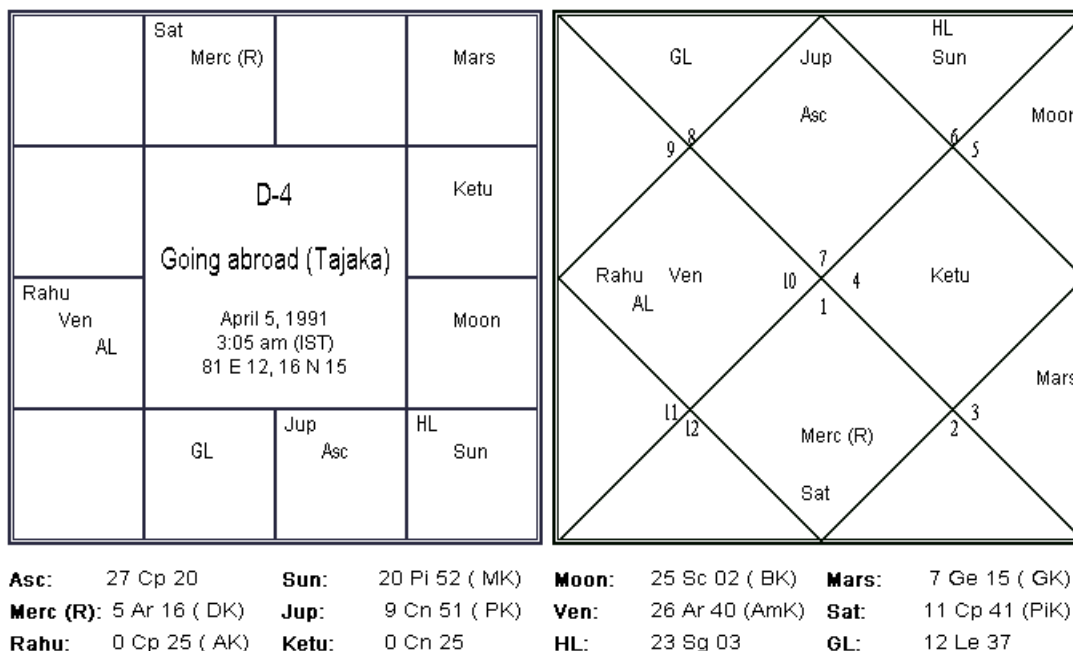 Sat
Merc (R)
Mars
D-4
Going abroad (Tajaka)
April 5, 1991
3:05 am (IST)
81 E 12, 16 N 15
Ketu
Rahu
Ven
AL
Moon
GL
Jup
Asc
HL
Sun
GL
Jup
Asc
HL
Sun
Moon
8
9
6
5
Rahu Ven
AL
10
7
4
1
Ketu
11
12
3
2
Mars
Merc (R)
Sat
Asc: 27 Cp 20 Sun: 20 Pi 52 ( MK) Moon: 25 Sc 02 ( BK) Mars: 7 Ge 15 ( GK)
Merc (R): 5 Ar 16 ( DK) Jup: 9 Cn 51 ( PK) Ven: 26 Ar 40 (AmK) Sat: 11 Cp 41 (PiK)
Rahu: 0 Cp 25 ( AK) Ketu: 0 Cn 25 HL: 23 Sg 03 GL: 12 Le 37